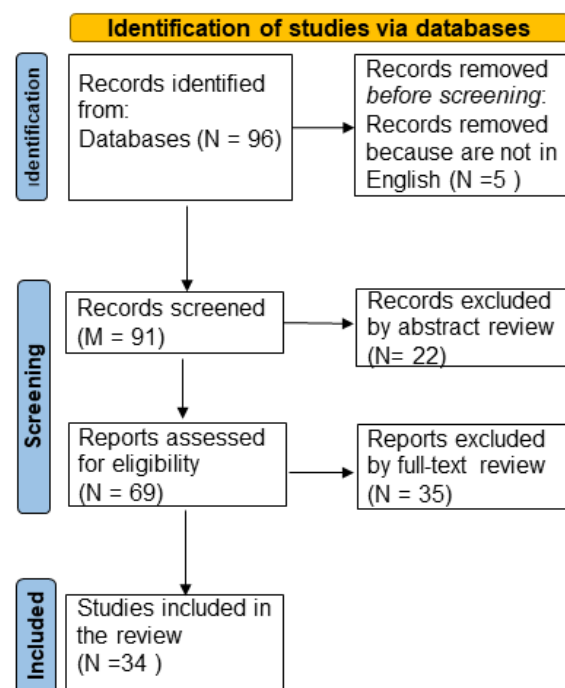 Identification of studies via databases
Identification
Records identified
from:
Databases (N = 96)
Records removed
before screening:
Records removed
because are not in
English (N =5 )
Screening
Records screened
(M = 91)
Records excluded
by abstract review
(N= 22)
Reports assessed
for eligibility
(N = 69)
Reports excluded
by full-text review
(N = 35)
Included
Studies included in
the review
(N =34 )